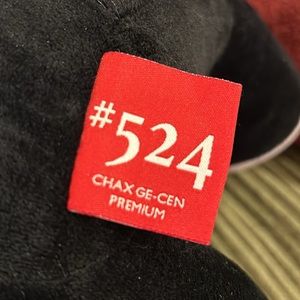 #524
CHAX GE-CEN
PREMIUM